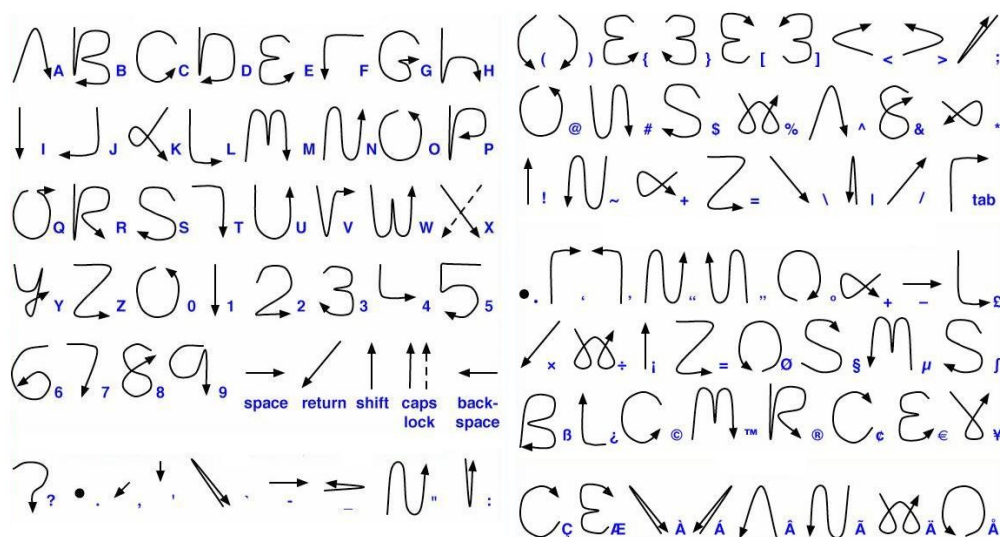 A B C D E F G H
I J K L M N O P
Q R S T U V W X
Y Z 0 1 2 3 4 5
6 7 8 9 space return shift caps lock back-space
? . , ' ` - _ " :
( ) { } [ ] < > ;
@ # $ % ^ & *
! ~ + = \ | / tab
. ‘ ’ “ ” º + – £
× ÷ ¡ = Ø § µ ∫
ß ¿ © ™ ® ¢ € ¥
Ç Æ À Á Â Ã Ä Å